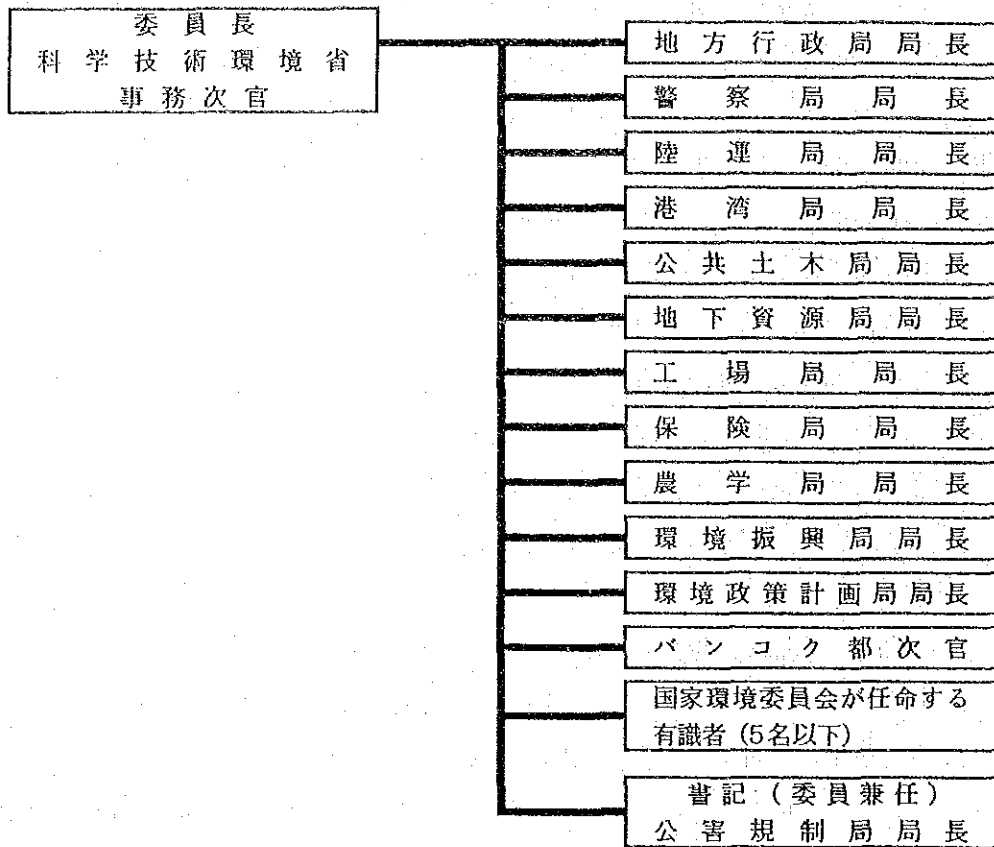 委員長
科学技術環境省
事務次官
地方行政局局長
警察局局長
陸運局局長
港湾局局長
公共土木局局長
地下資源局局長
工場局局長
保険局局長
農学局局長
環境振興局局長
環境政策計画局局長
バンコク都次官
国家環境委員会が任命する
有識者(5名以下)
書記(委員兼任)
公害規制局局長